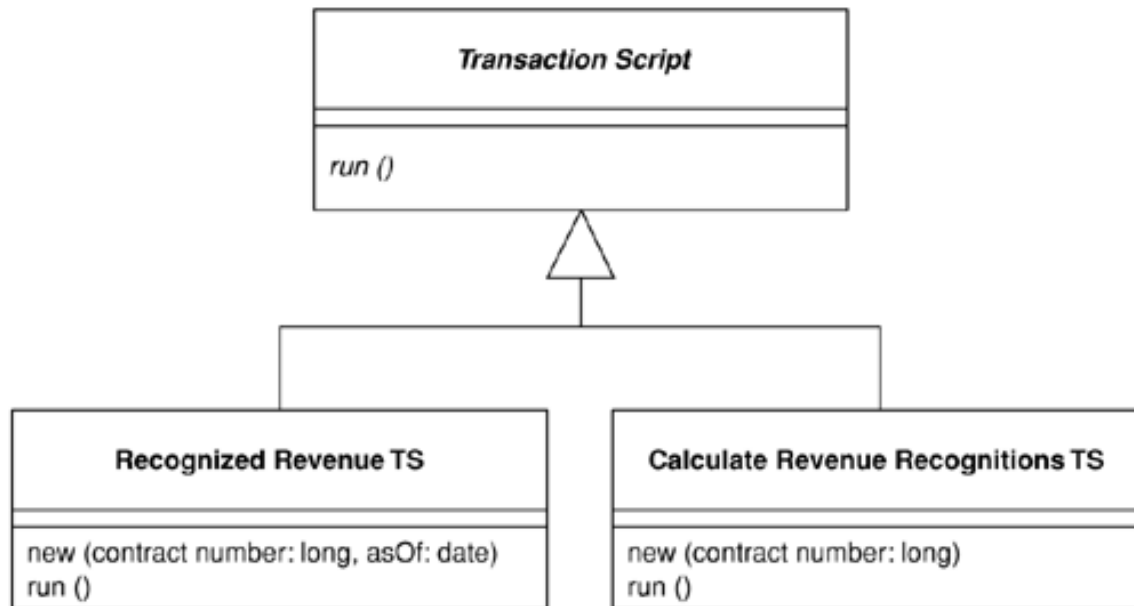 Transaction Script
run ()
Recognized Revenue TS
new (contract number: long, asOf: date)
run ()
Calculate Revenue Recognitions TS
new (contract number: long)
run ()